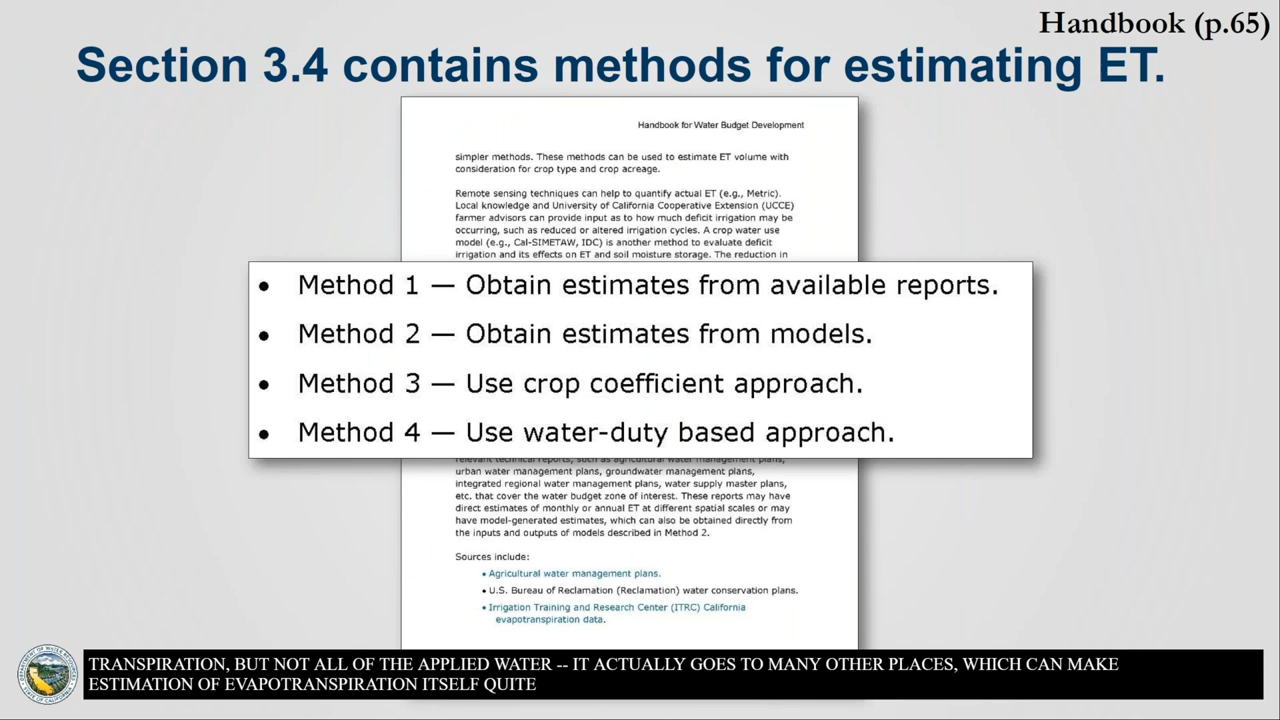 Handbook (p.65)
Section 3.4 contains methods for estimating ET.
Handbook for Water Budget Development
simpler methods. These methods can be used to estimate ET volume with
consideration for crop type and crop acreage.
Remote sensing techniques can help to quantify actual ET (e.g., Metric).
Local knowledge and University of California Cooperative Extension (UCCE)
farmer advisors can provide input as to how much deficit irrigation may be
occurring, such as reduced or altered irrigation cycles. A crop water use
model (e.g., Cal-SIMETAW, IDC) is another method to evaluate deficit
irrigation and its effects on ET and soil moisture storage. The reduction in
• Method 1 — Obtain estimates from available reports.
• Method 2 — Obtain estimates from models.
• Method 3 — Use crop coefficient approach.
• Method 4 — Use water-duty based approach.
relevant technical reports, such as agricultural water management plans,
urban water management plans, groundwater management plans,
integrated regional water management plans, water supply master plans,
etc. that cover the water budget zone of interest. These reports may have
direct estimates of monthly or annual ET at different spatial scales or may
have model-generated estimates, which can also be obtained directly from
the inputs and outputs of models described in Method 2.
Sources include:
• Agricultural water management plans.
• U.S. Bureau of Reclamation (Reclamation) water conservation plans.
• Irrigation Training and Research Center (ITRC) California
evapotranspiration data.
TRANSPIRATION, BUT NOT ALL OF THE APPLIED WATER -- IT ACTUALLY GOES TO MANY OTHER PLACES, WHICH CAN MAKE
ESTIMATION OF EVAPOTRANSPIRATION ITSELF QUITE